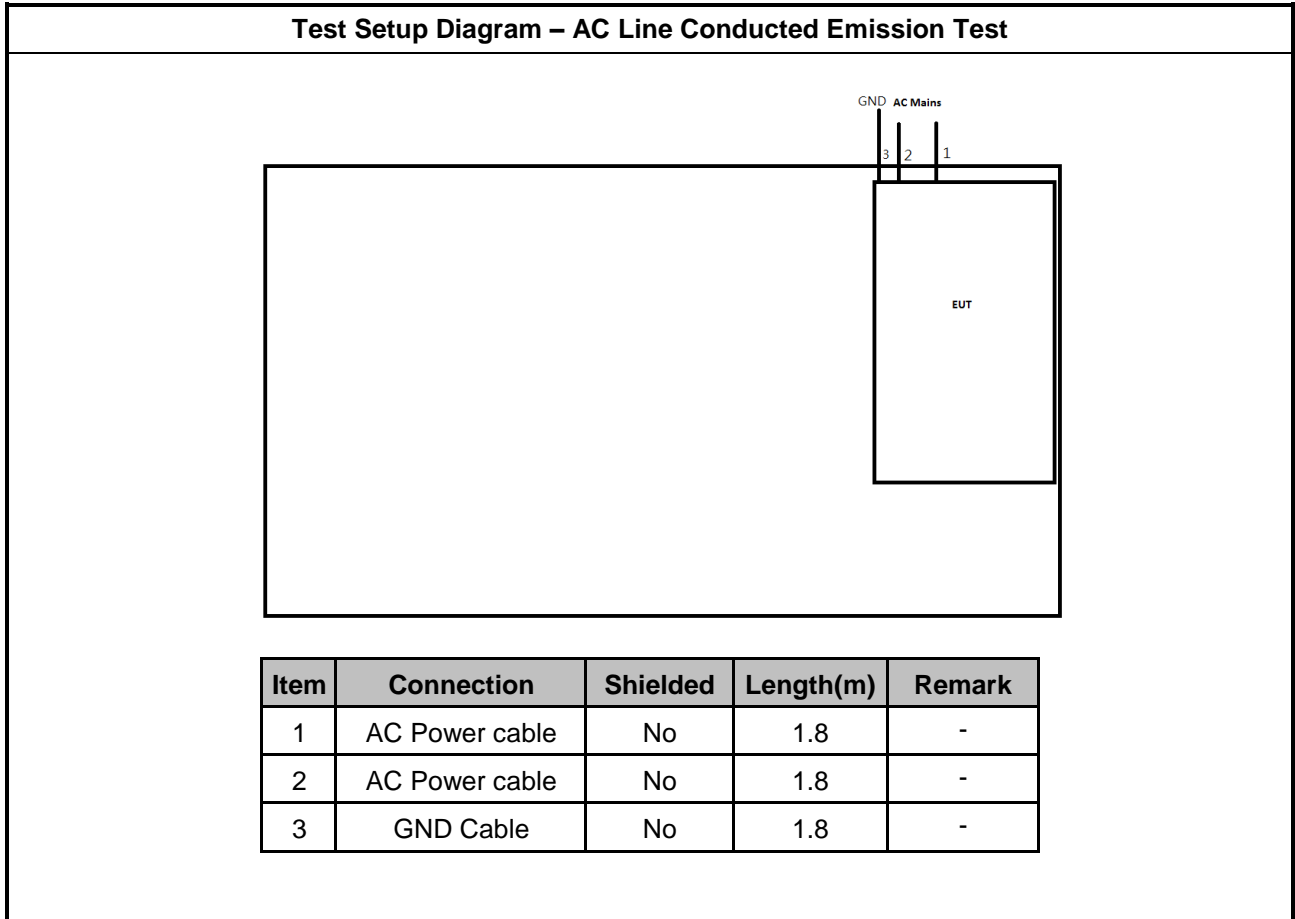 Test Setup Diagram – AC Line Conducted Emission Test
GND AC Mains
3 2 1
EUT
Item Connection Shielded Length(m) Remark
1 AC Power cable No 1.8 -
2 AC Power cable No 1.8 -
3 GND Cable No 1.8 -